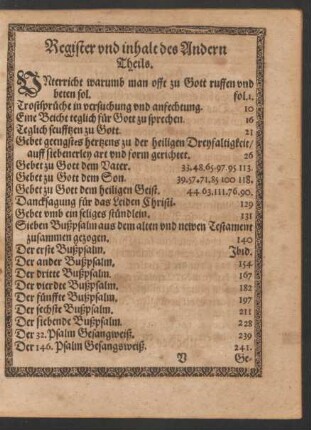 Register vnd inhalt des Andern
Theils.
VNterricht warumb man offt zu Gott ruffen vnd
beten sol. fol.1.
Trostsprüche in versuchung vnd anfechtung. 10
Eine Beicht teglich für Gott zu sprechen. 16
Teglich seufftzen zu Gott. 21
Gebet geengstes hertzens zu der heiligen Dreyfaltigkeit/
auff siebenerley art vnd form gerichtet. 26
Gebet zu Gott dem Vater. 33.48.65.97.95 113.
Gebet zu Gott dem Son. 39.57.71.85 100 118.
Gebet zu Gott dem heiligen Geist. 44 63.111.76.90.
Dancksagung für das Leiden Christi. 129
Gebet vmb ein seliges stündlein. 131
Sieben Bußpsalm aus dem alten vnd newen Testament
zusammen gezogen. 140
Der erste Bußpsalm. Ibid.
Der ander Bußpsalm. 154
Der dritte Bußpsalm. 167
Der vierdte Bußpsalm. 182
Der fünffte Bußpsalm. 197
Der sechste Bußpsalm. 211
Der siebende Bußpsalm. 228
Der 32. Psalm Gesangweiß. 239
Der 146. Psalm Gesangsweiß. 241.
V Ge-